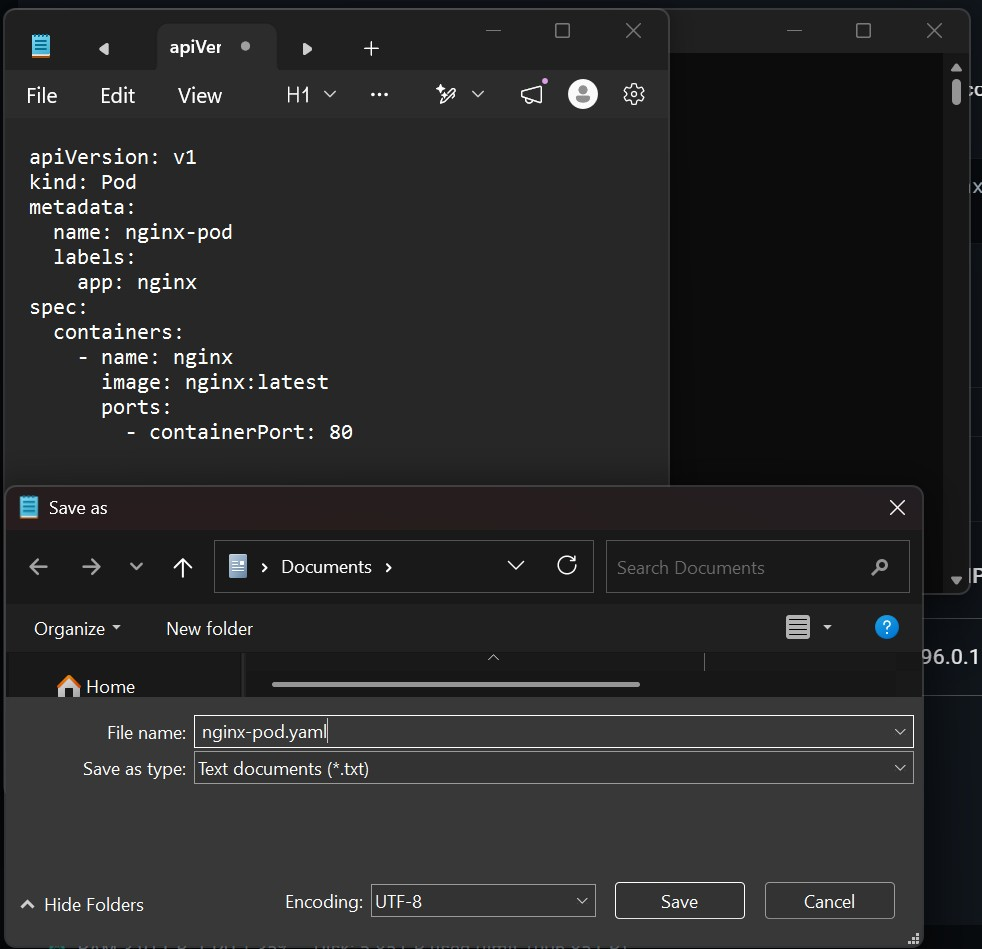 apiVer
File Edit View H1
apiVersion: v1
kind: Pod
metadata:
  name: nginx-pod
  labels:
    app: nginx
spec:
  containers:
    - name: nginx
      image: nginx:latest
      ports:
        - containerPort: 80
Save as
Documents
Search Documents
Organize
New folder
?
96.0.1
Home
File name: nginx-pod.yaml
Save as type: Text documents (*.txt)
Hide Folders
Encoding: UTF-8
Save
Cancel